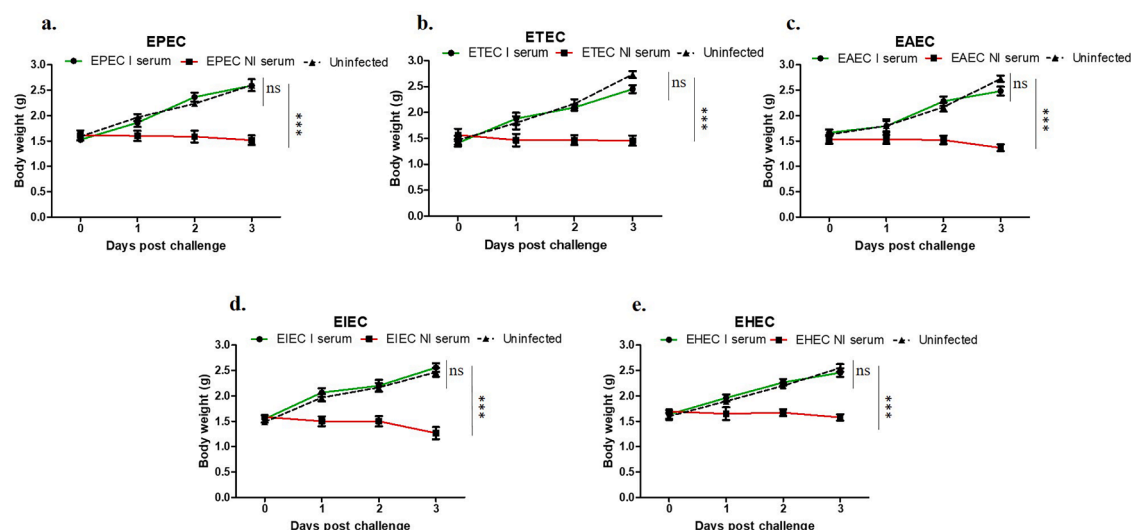 a.
EPEC
EPEC I serum EPEC NI serum Uninfected
3.0
2.5
2.0
1.5
1.0
0.5
0.0
Body weight (g)
ns
***
0 1 2 3
Days post challenge
b.
ETEC
ETEC I serum ETEC NI serum Uninfected
3.0
2.5
2.0
1.5
1.0
0.5
0.0
Body weight (g)
ns
***
0 1 2 3
Days post challenge
c.
EAEC
EAEC I serum EAEC NI serum Uninfected
3.0
2.5
2.0
1.5
1.0
0.5
0.0
Body weight (g)
ns
***
0 1 2 3
Days post challenge
d.
EIEC
EIEC I serum EIEC NI serum Uninfected
3.0
2.5
2.0
1.5
1.0
0.5
0.0
Body weight (g)
ns
***
0 1 2 3
Days post challenge
e.
EHEC
EHEC I serum EHEC NI serum Uninfected
3.0
2.5
2.0
1.5
1.0
0.5
0.0
Body weight (g)
ns
***
0 1 2 3
Days post challenge